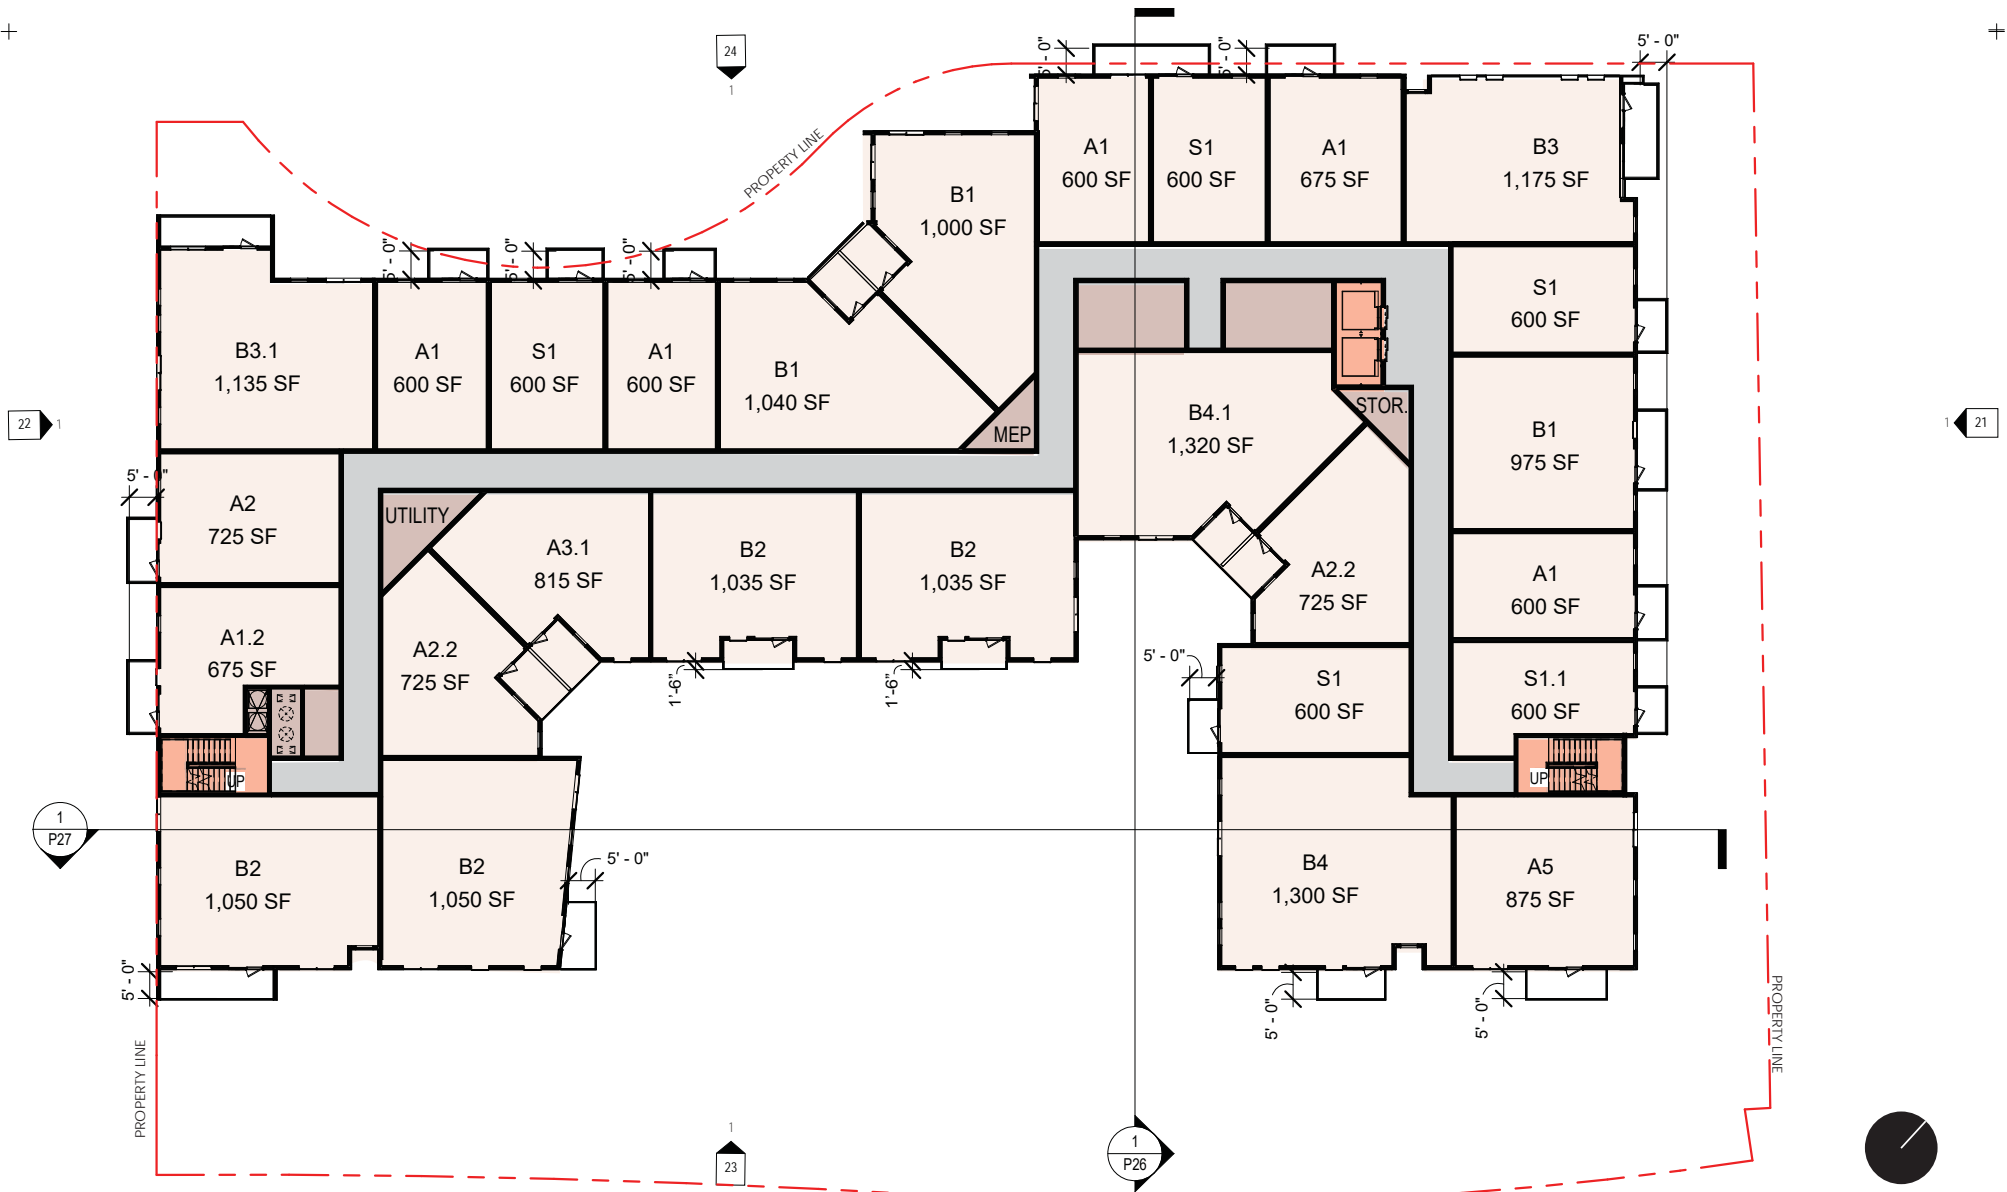 24
1
5' - 0"
5' - 0"
5' - 0"
PROPERTY LINE
A1
600 SF
S1
600 SF
A1
675 SF
B3
1,175 SF
B1
1,000 SF
5' - 0"
5' - 0"
5' - 0"
S1
600 SF
B3.1
1,135 SF
A1
600 SF
S1
600 SF
A1
600 SF
B1
1,040 SF
MEP
B4.1
1,320 SF
STOR.
B1
975 SF
22
1
1
21
5' - 0"
A2
725 SF
UTILITY
A3.1
815 SF
B2
1,035 SF
B2
1,035 SF
A2.2
725 SF
A1
600 SF
A1.2
675 SF
A2.2
725 SF
1'-6"
1'-6"
5' - 0"
S1
600 SF
S1.1
600 SF
UP
UP
1
P27
B2
1,050 SF
B2
1,050 SF
5' - 0"
B4
1,300 SF
A5
875 SF
5' - 0"
5' - 0"
5' - 0"
PROPERTY LINE
PROPERTY LINE
1
23
1
P26